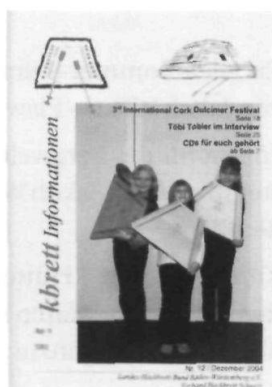 3rd International Cork Dulcimer Festival
Seite 18
Töbi Tobler im Interview
Seite 25
CDs für euch gehört
ab Seite 7
kbrett Informationen
Nr. 12 / Dezember 2004